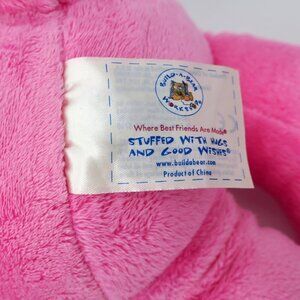 BUILD-A-BEAR
WORKSHOP
Where Best Friends Are Made®
STUFFED WITH HUGS
AND GOOD WISHES®
www.buildabear.com
Product of China